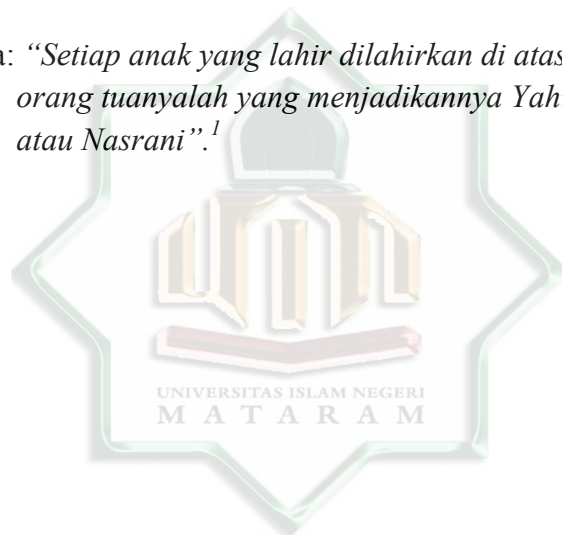 a: “Setiap anak yang lahir dilahirkan di atas
orang tuanyalah yang menjadikannya Yah
atau Nasrani”.1
UNIVERSITAS ISLAM NEGERI
MATARAM